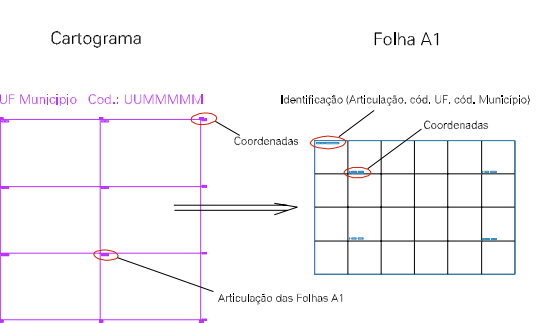 Cartograma
Folha A1
UF Município Cod.: UUMMMMM
Identificação (Articulação, cód. UF, cód. Município)
Coordenadas
Coordenadas
Articulação das Folhas A1